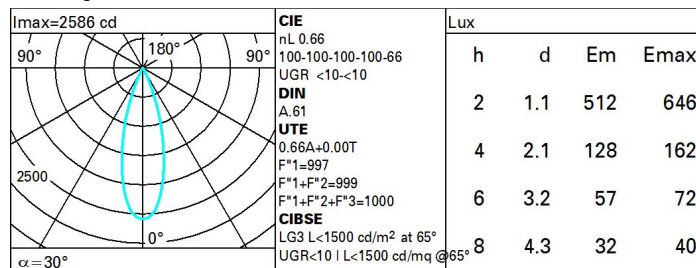 Imax=2586 cd
90° 180° 90°
2500
0°
α=30°
CIE
nL 0.66
100-100-100-100-66
UGR <10-<10
DIN
A.61
UTE
0.66A+0.00T
F"1=997
F"1+F"2=999
F"1+F"2+F"3=1000
CIBSE
LG3 L<1500 cd/m² at 65°
UGR<10 | L<1500 cd/mq @65°
Lux
h d Em Emax
2 1.1 512 646
4 2.1 128 162
6 3.2 57 72
8 4.3 32 40